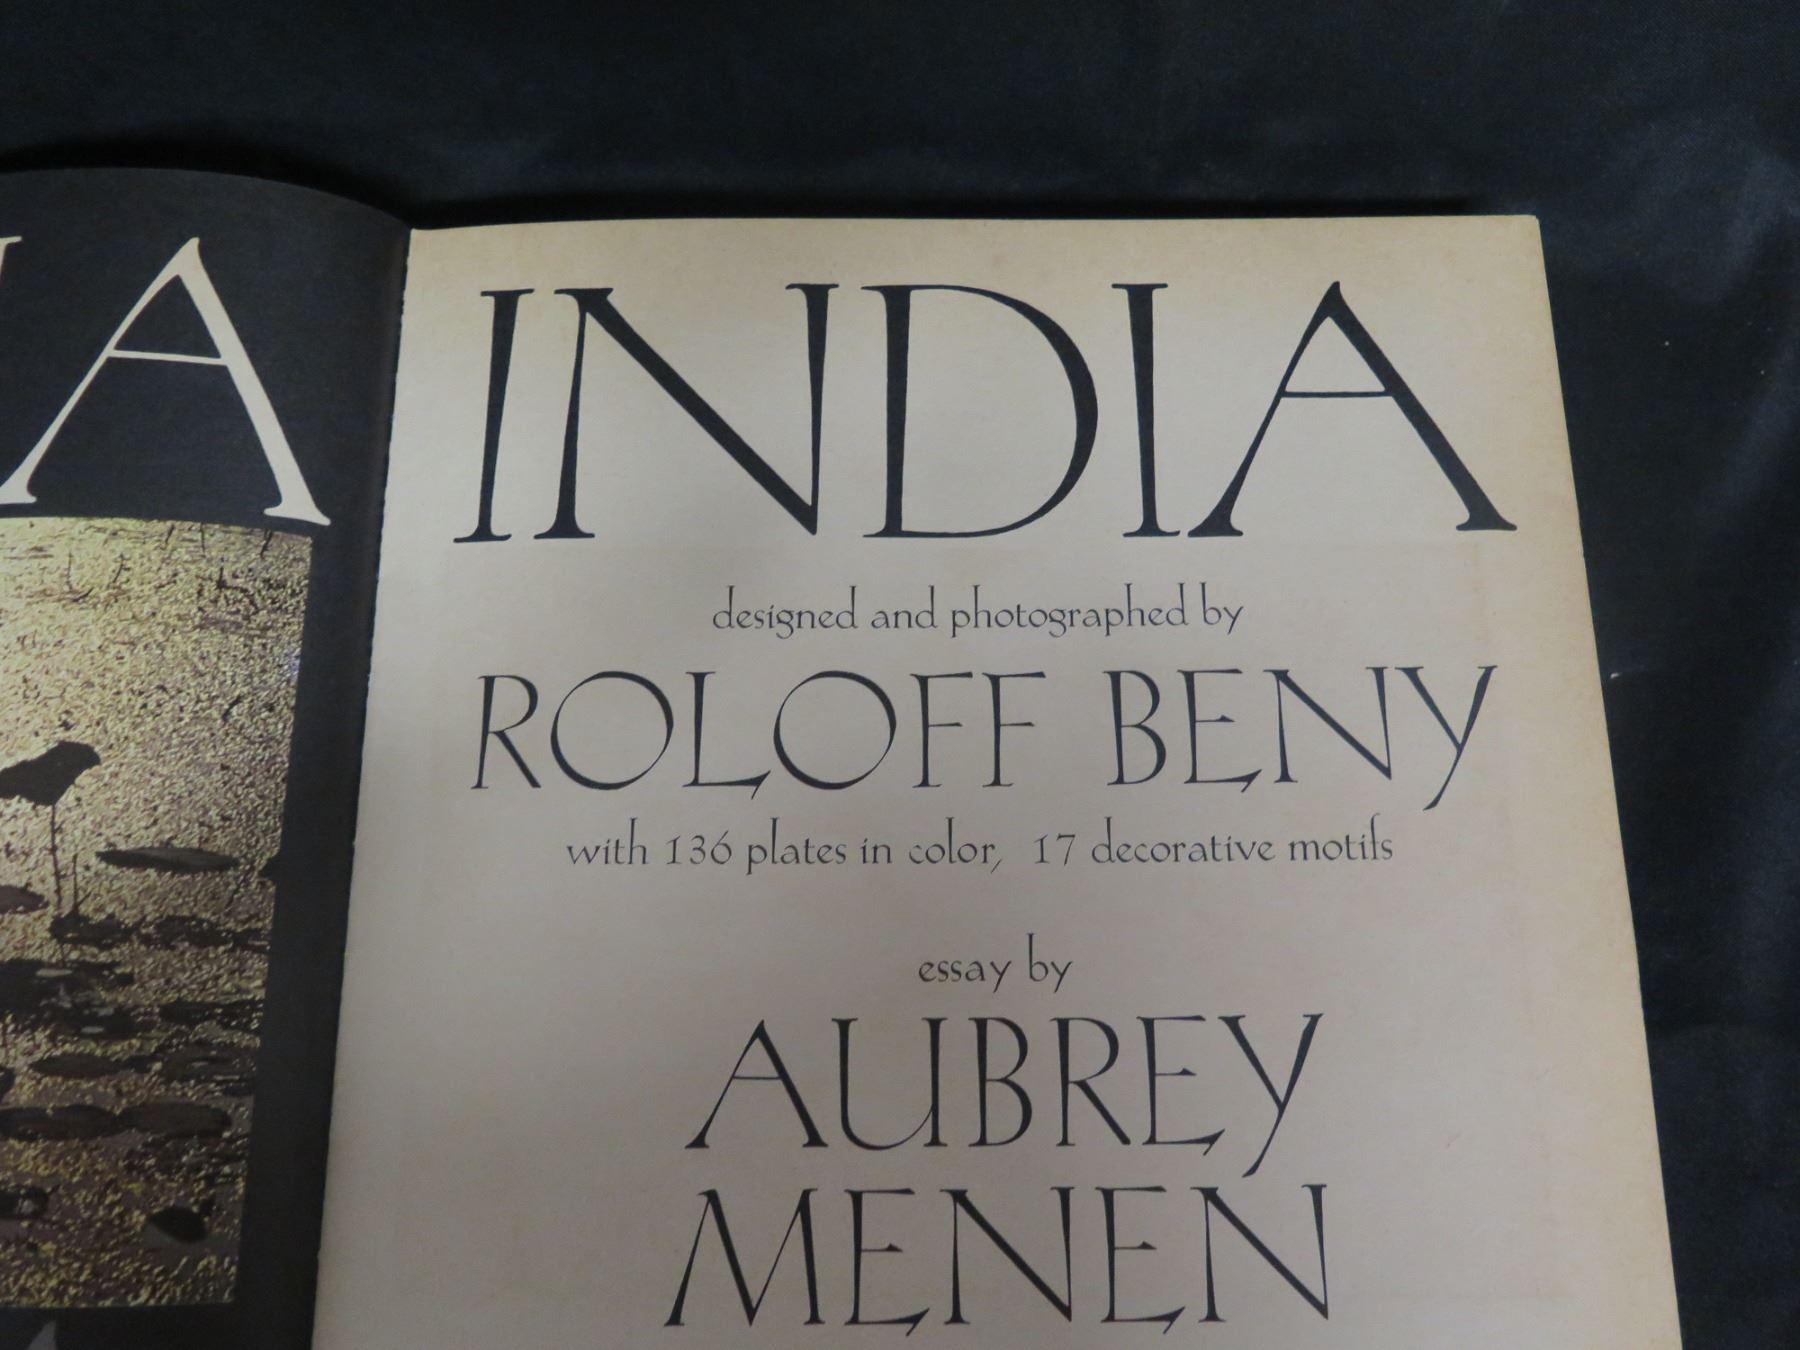 IA
INDIA
designed and photographed by
ROLOFF BENY
with 136 plates in color, 17 decorative motifs
essay by
AUBREY
MENEN